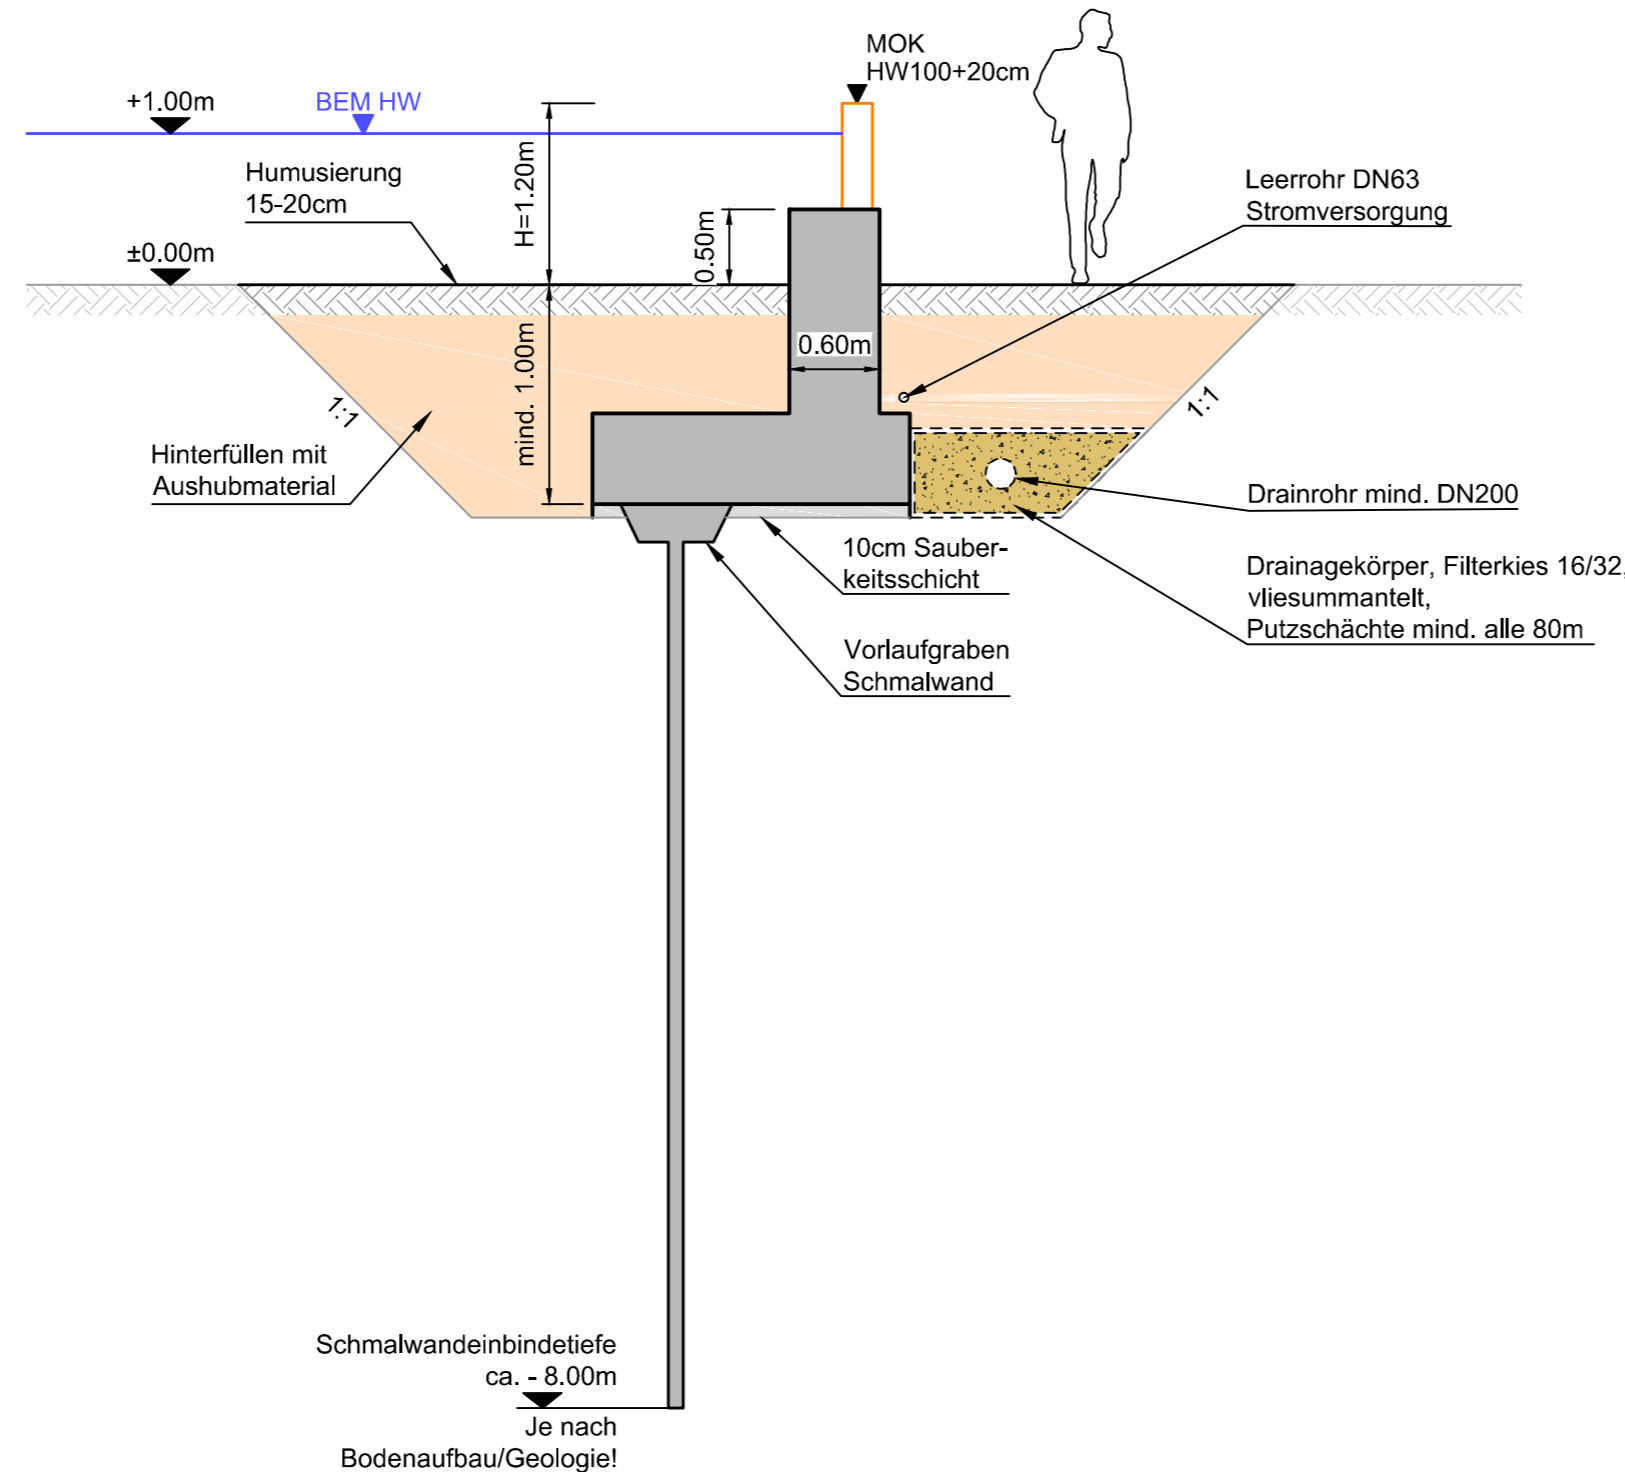 MOK
HW100+20cm
+1.00m
BEM HW
H=1.20m
Humusierung
15-20cm
Leerrohr DN63
Stromversorgung
0.50m
±0.00m
0.60m
mind. 1.00m
1:1
1:1
Hinterfüllen mit
Aushubmaterial
Drainrohr mind. DN200
10cm Sauber-
keitsschicht
Drainagekörper, Filterkies 16/32,
vliesummantelt,
Putzschächte mind. alle 80m
Vorlaufgraben
Schmalwand
Schmalwandeinbindetiefe
ca. - 8.00m
Je nach
Bodenaufbau/Geologie!